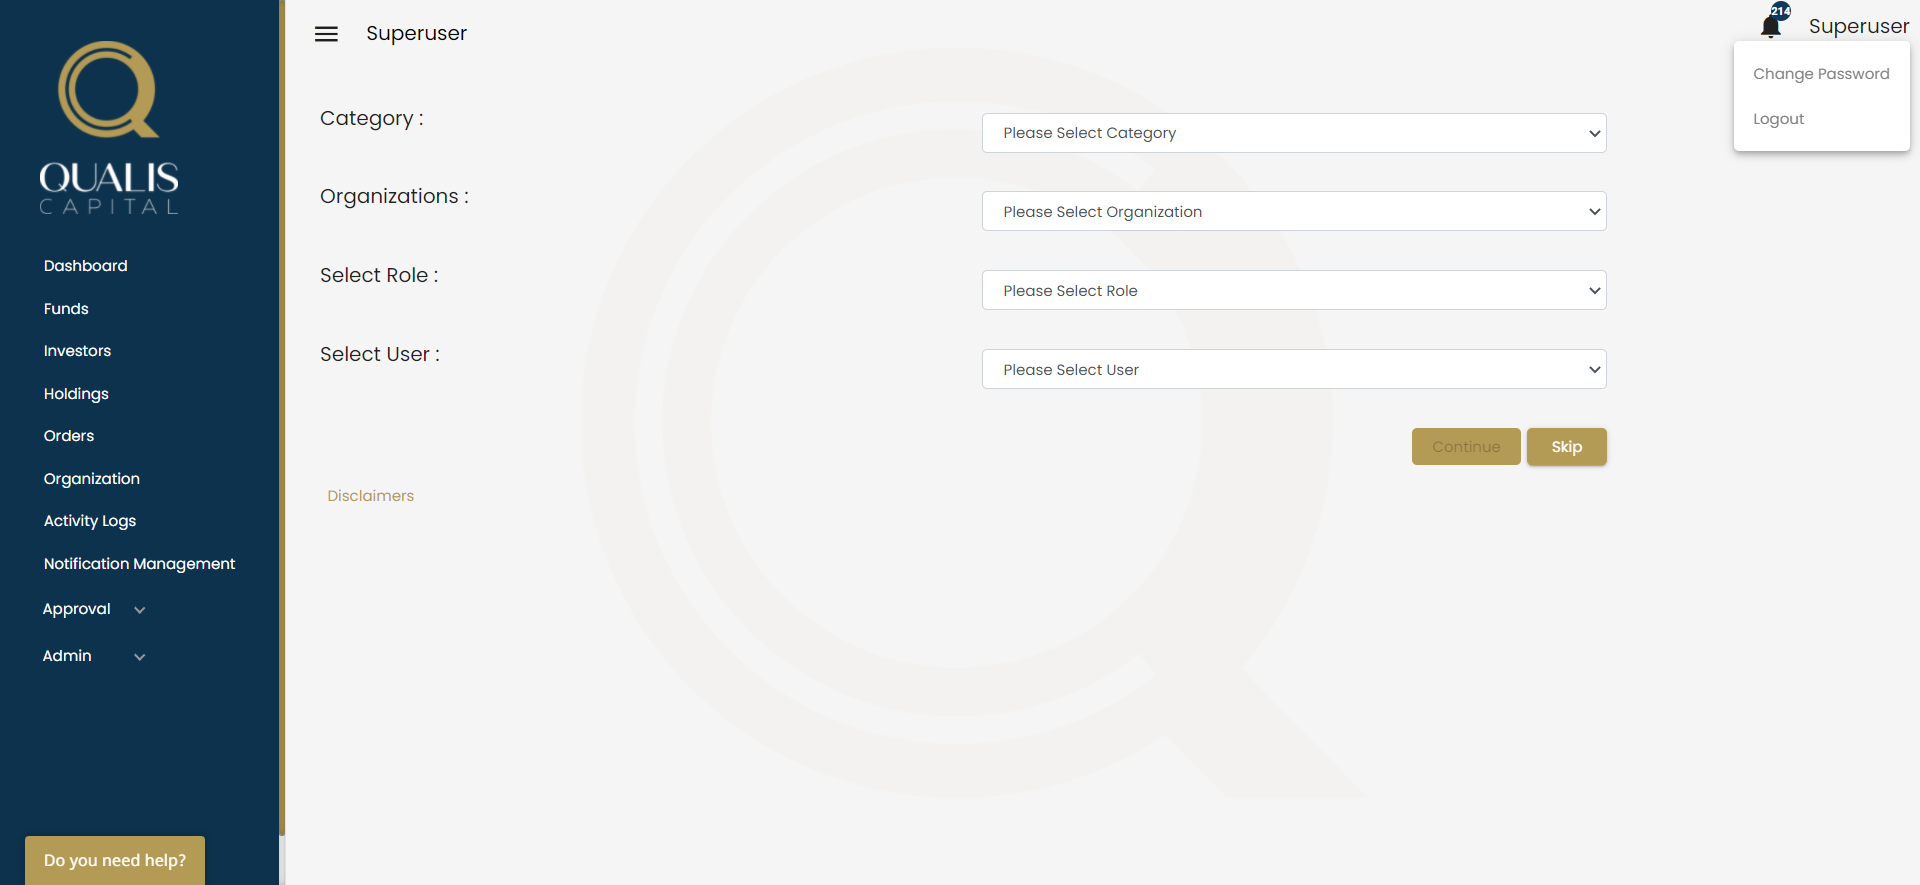 QUALIS
CAPITAL
Dashboard
Funds
Investors
Holdings
Orders
Organization
Activity Logs
Notification Management
Approval
Admin
Do you need help?
Superuser
214
Superuser
Change Password
Logout
Category :
Please Select Category
Organizations :
Please Select Organization
Select Role :
Please Select Role
Select User :
Please Select User
Continue
Skip
Disclaimers